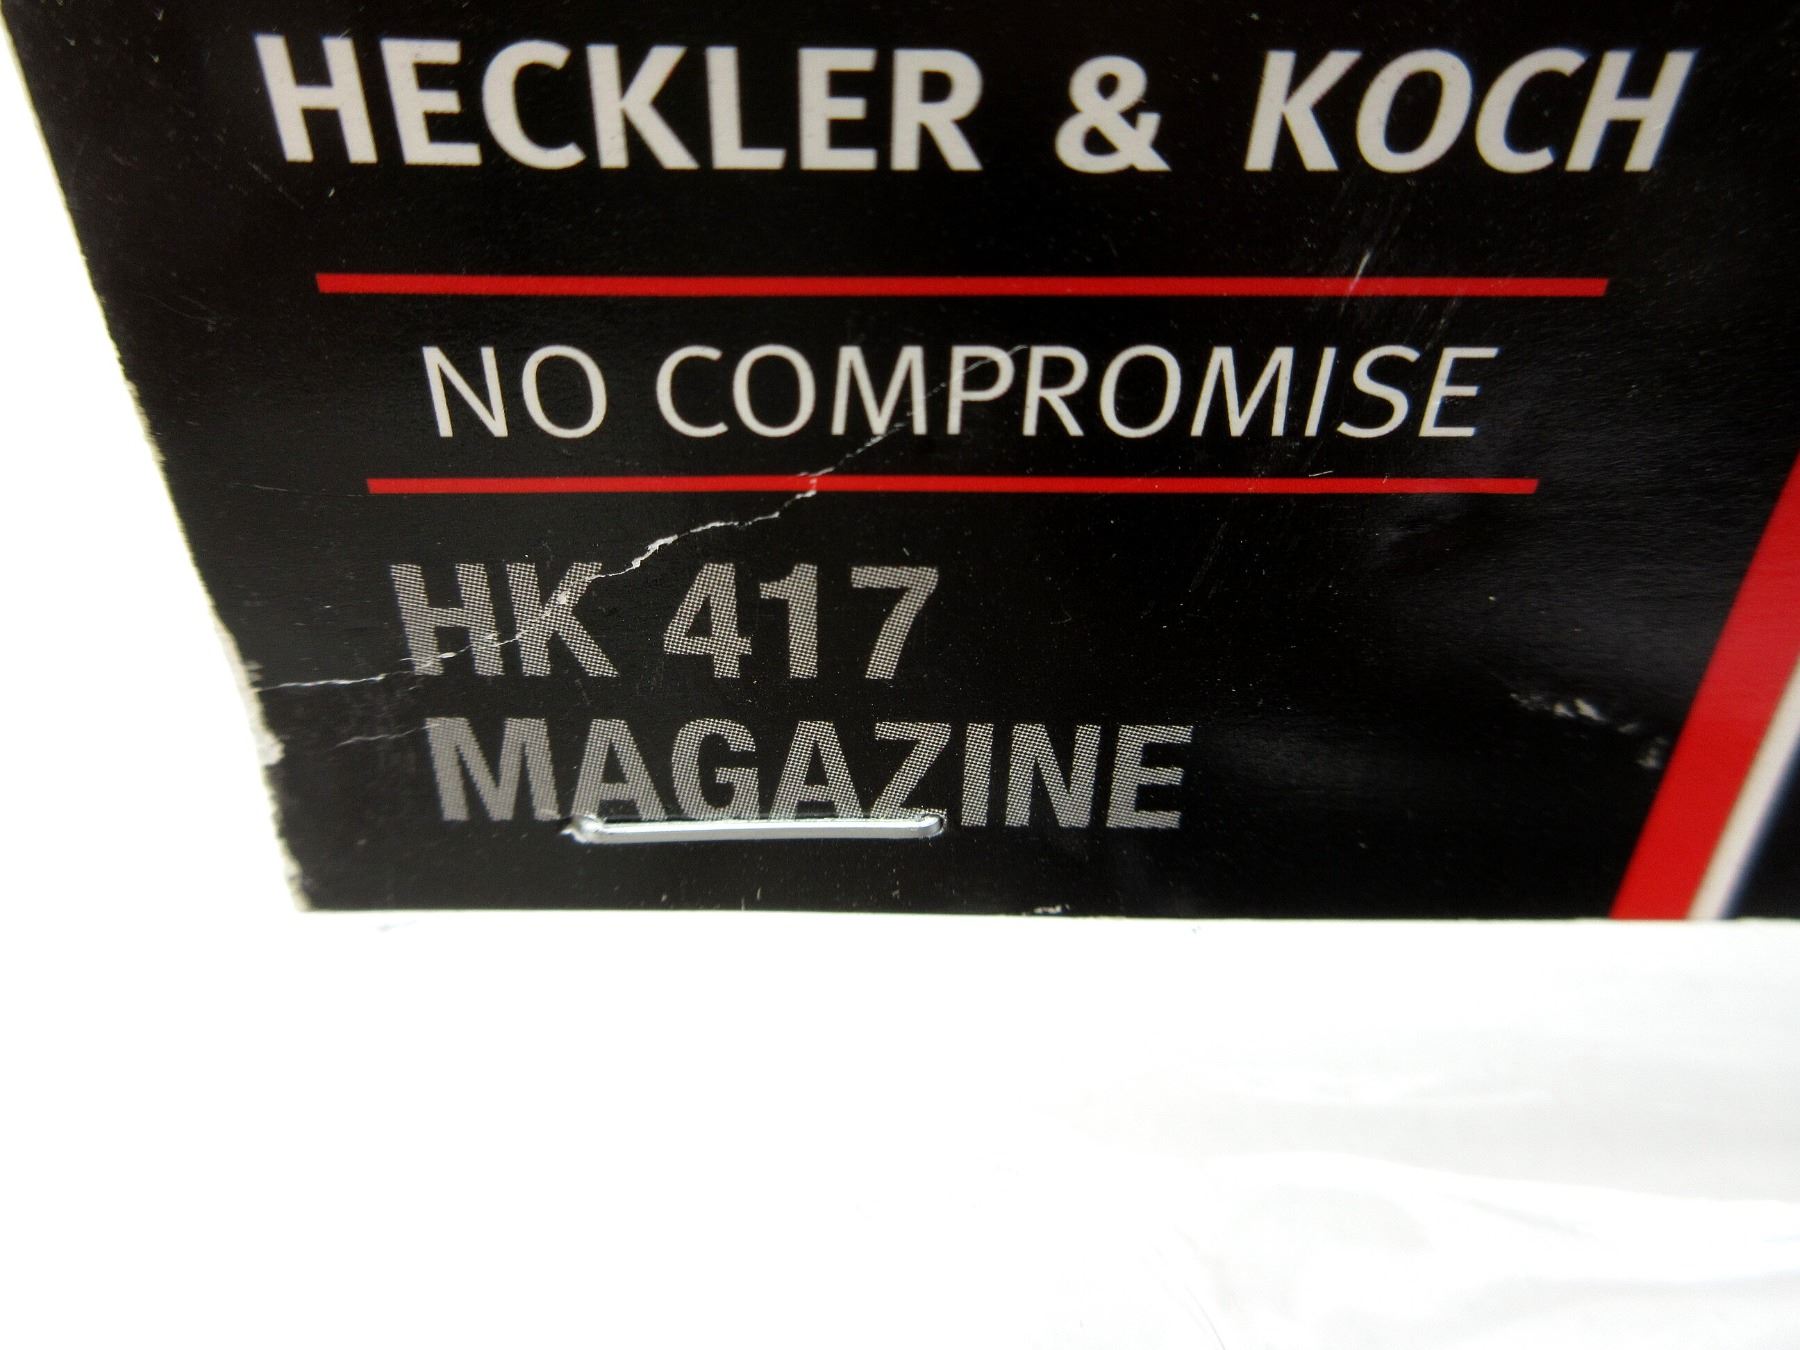 HECKLER & KOCH
NO COMPROMISE
HK 417
MAGAZINE